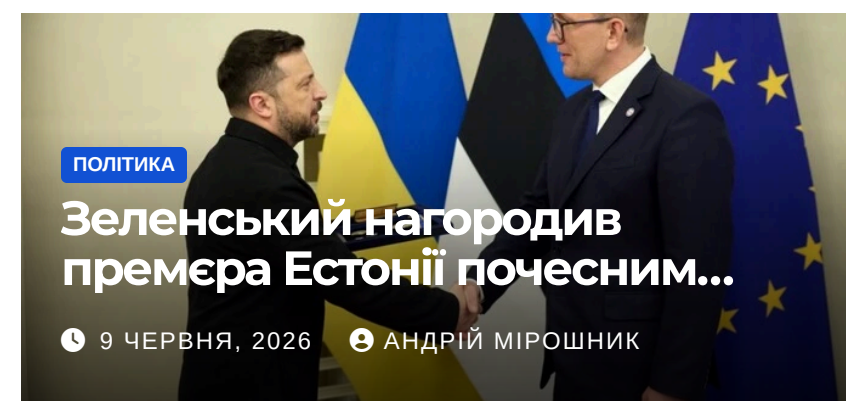 ПОЛІТИКА
Зеленський нагородив
премєра Естонії почесним...
9 ЧЕРВНЯ, 2026 АНДРІЙ МІРОШНИК